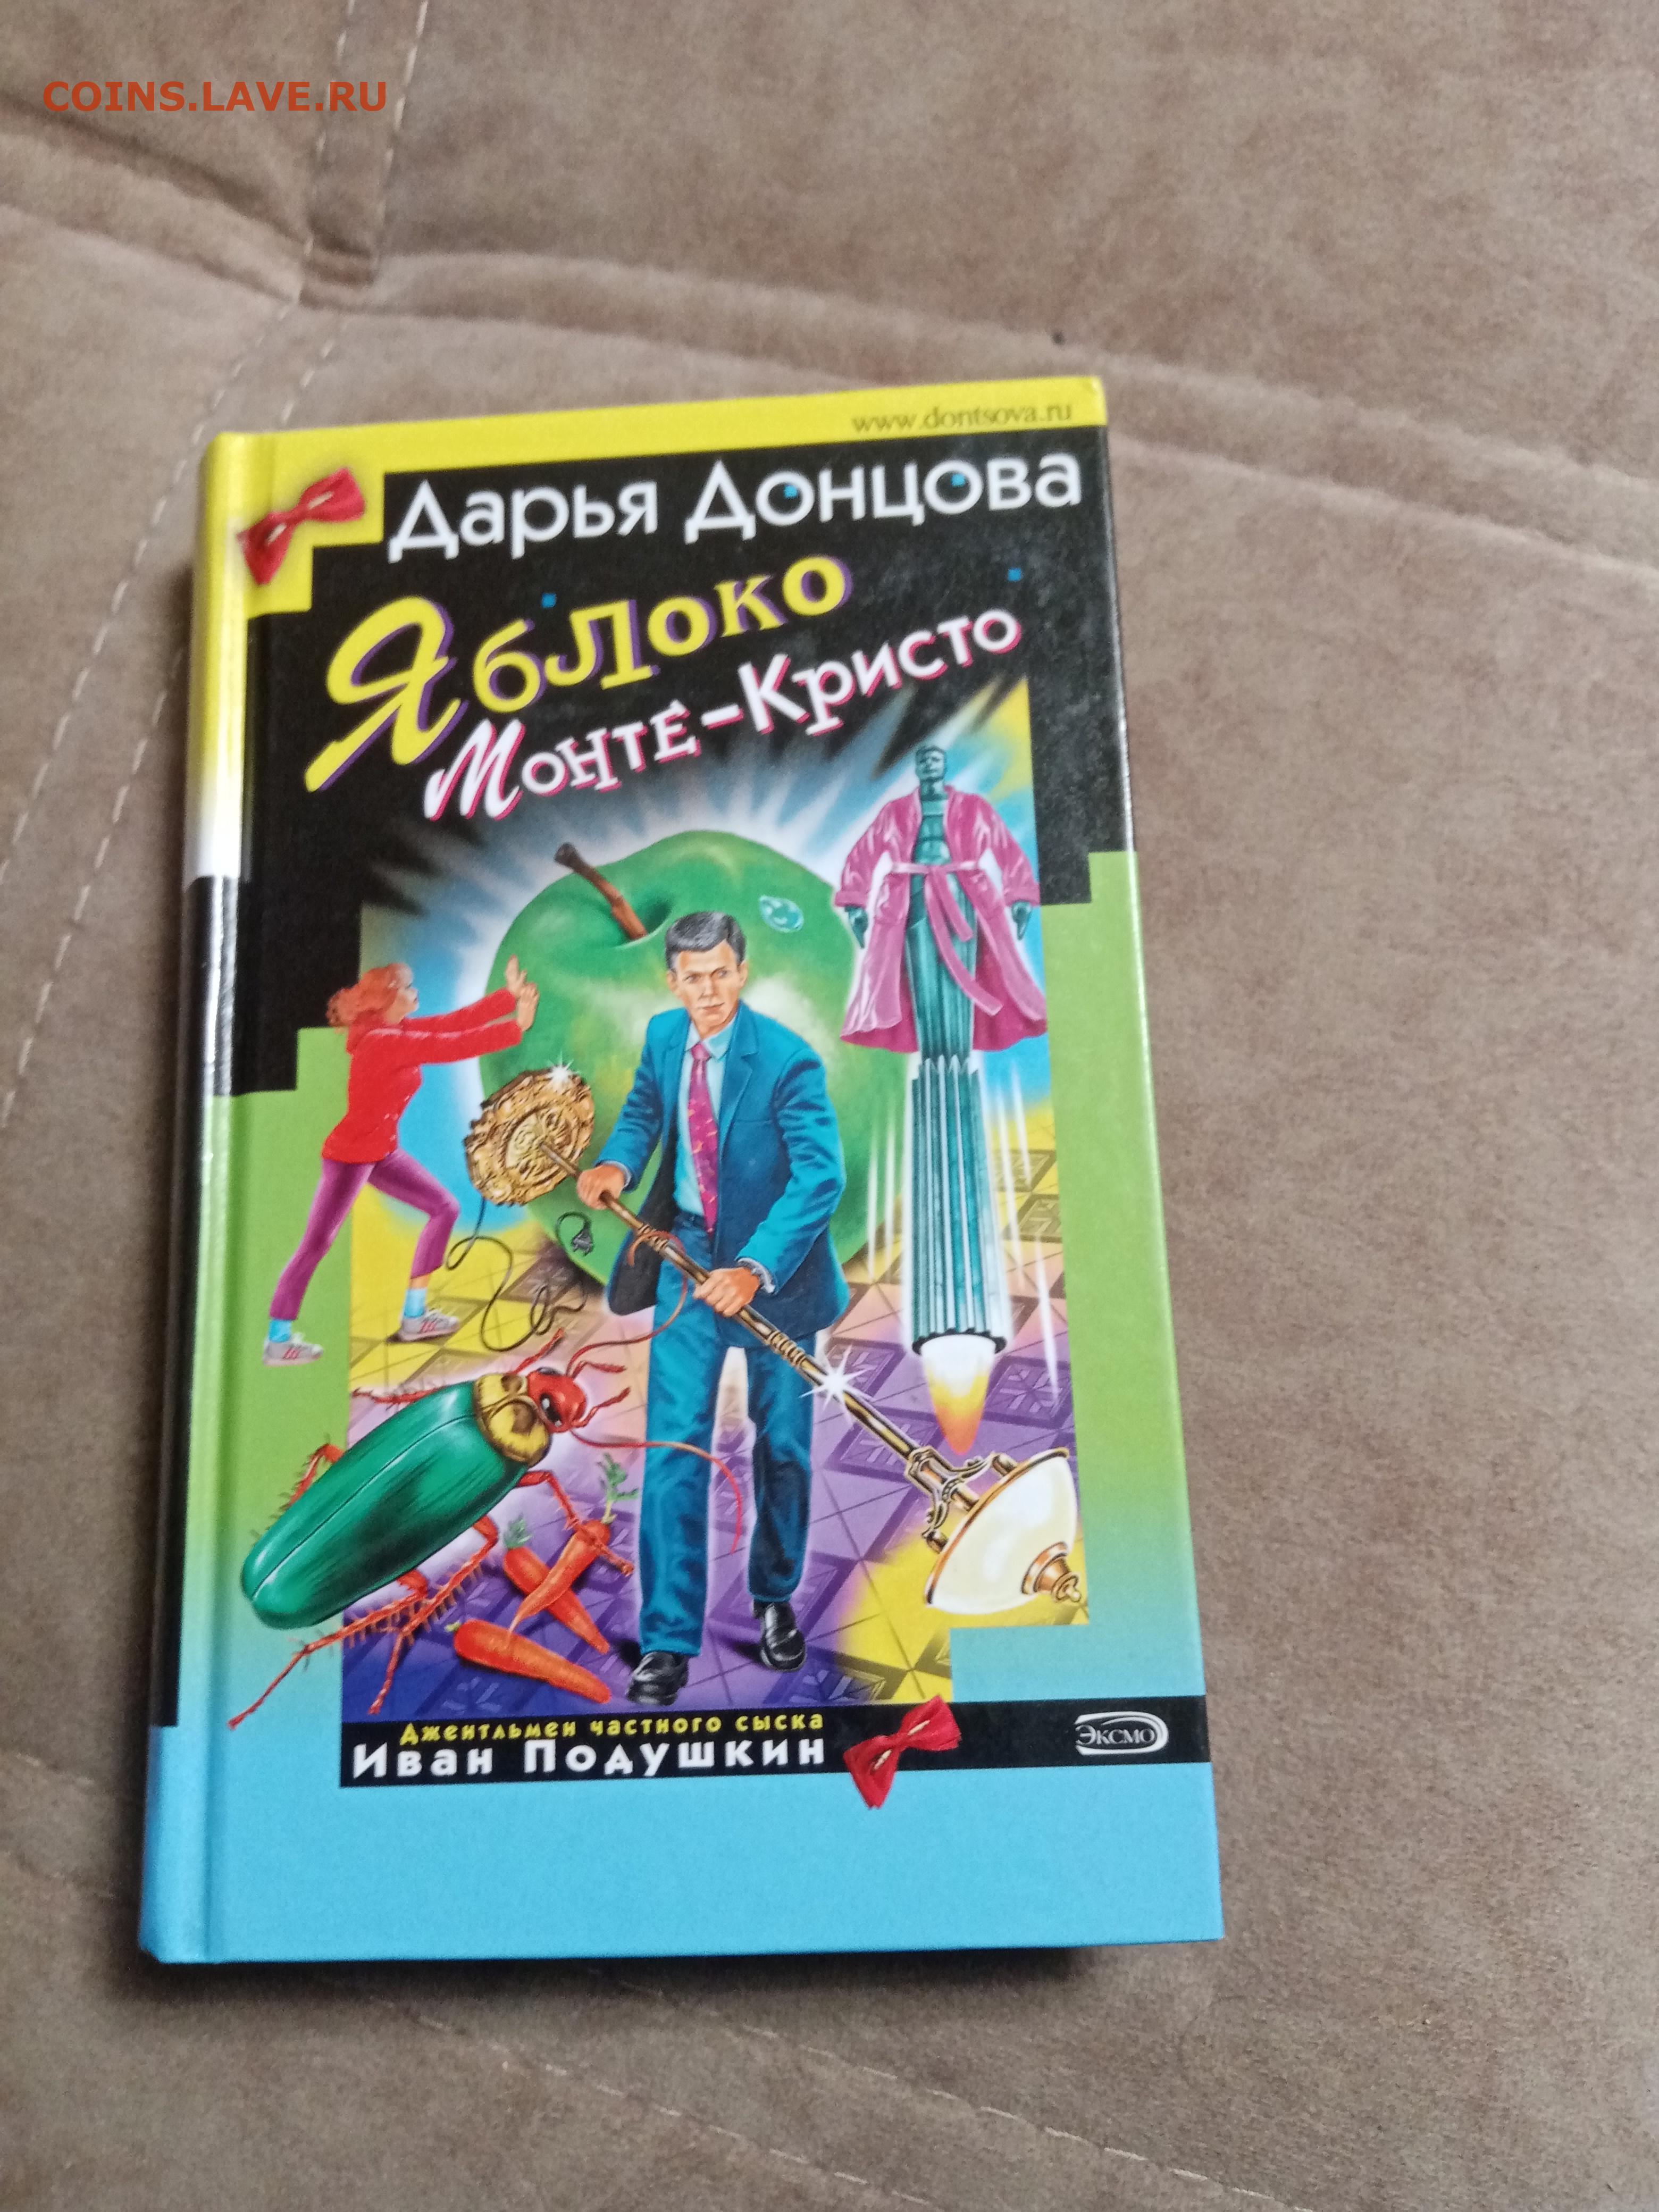 COINS.LAVE.RU
www.dontsova.ru
Дарья Донцова
Яблоко
Монте-Кристо
Джентльмен частного сыска
Иван Подушкин
ЭКСМО